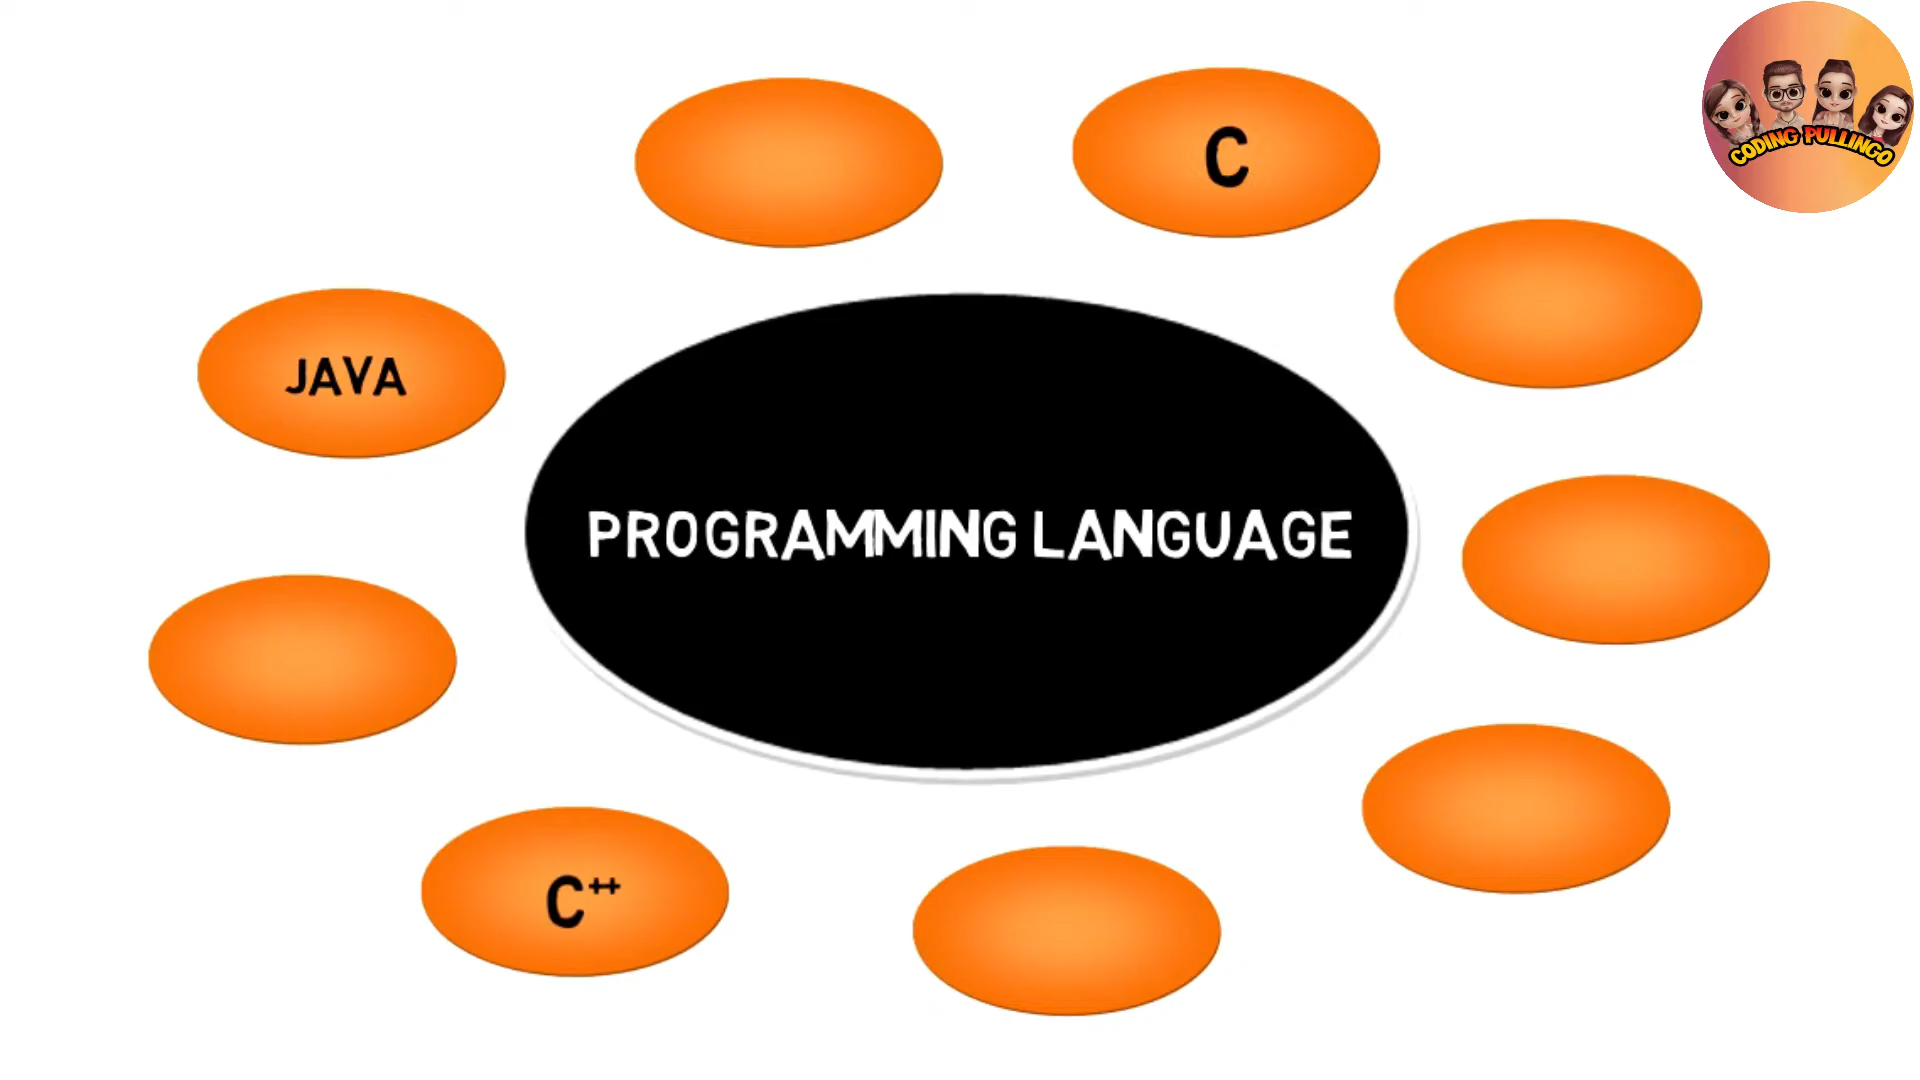 C
CODING PULLINGO
JAVA
PROGRAMMING LANGUAGE
C++